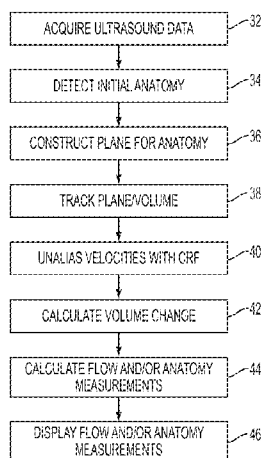 ACQUIRE ULTRASOUND DATA
32
DETECT INITIAL ANATOMY
34
CONSTRUCT PLANE FOR ANATOMY
36
TRACK PLANE/VOLUME
38
UNALIAS VELOCITIES WITH CRF
40
CALCULATE VOLUME CHANGE
42
CALCULATE FLOW AND/OR ANATOMY
MEASUREMENTS
44
DISPLAY FLOW AND/OR ANATOMY
MEASUREMENTS
46